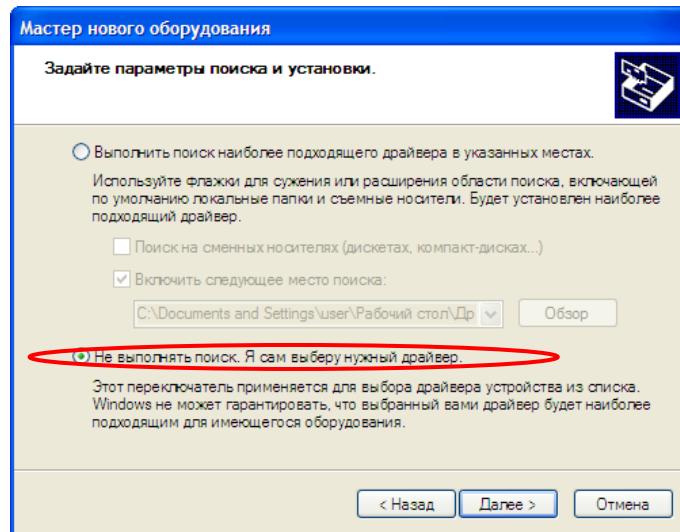 Мастер нового оборудования
Задайте параметры поиска и установки.
Выполнить поиск наиболее подходящего драйвера в указанных местах.
Используйте флажки для сужения или расширения области поиска, включающей
по умолчанию локальные папки и съемные носители. Будет установлен наиболее
подходящий драйвер.
Поиск на сменных носителях (дискетах, компакт-дисках...)
Включить следующее место поиска:
C:\Documents and Settings\user\Рабочий стол\Др
Обзор
Не выполнять поиск. Я сам выберу нужный драйвер.
Этот переключатель применяется для выбора драйвера устройства из списка.
Windows не может гарантировать, что выбранный вами драйвер будет наиболее
подходящим для имеющегося оборудования.
< Назад
Далее >
Отмена